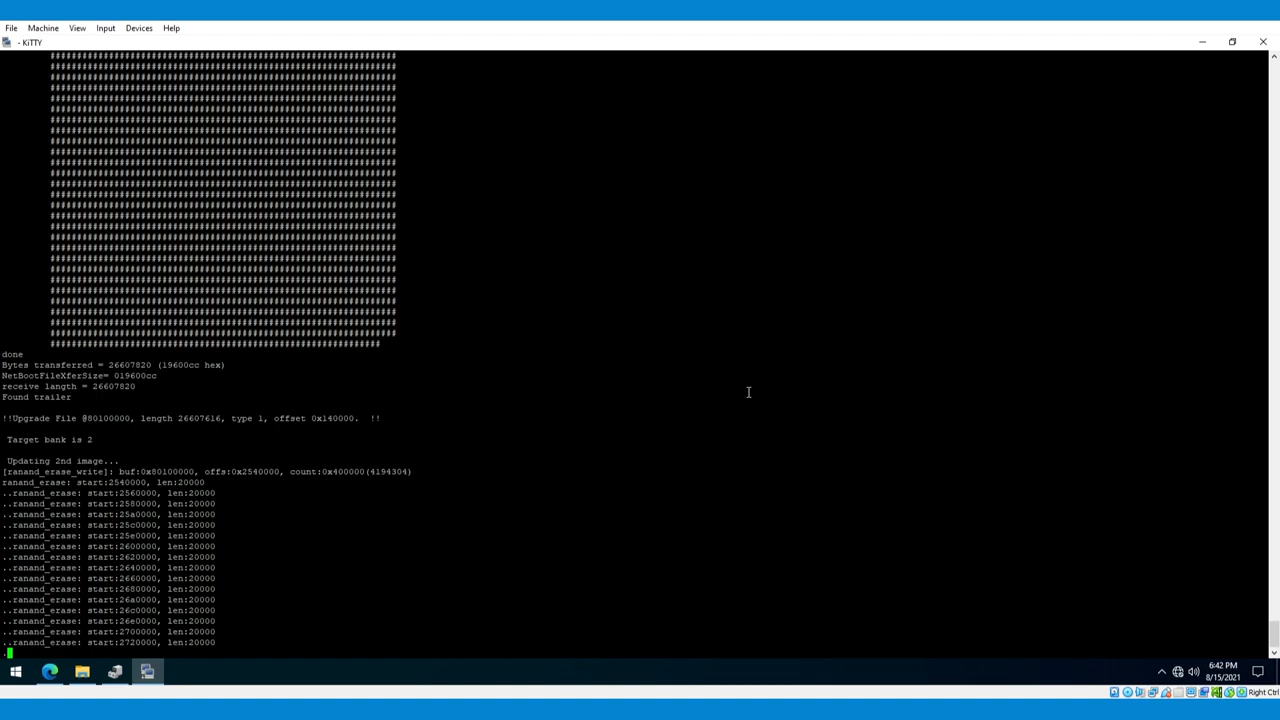 File Machine View Input Devices Help
- KiTTY
done
Bytes transferred = 26607820 (19600cc hex)
NetBootFileXferSize= 019600cc
receive length = 26607820
Found trailer
!!Upgrade File @80100000, length 26607616, type 1, offset 0x140000. !!
Target bank is 2
Updating 2nd image...
[ranand_erase_write]: buf:0x80100000, offs:0x2540000, count:0x400000(4194304)
ranand_erase: start:2540000, len:20000
..ranand_erase: start:2560000, len:20000
..ranand_erase: start:2580000, len:20000
..ranand_erase: start:25a0000, len:20000
..ranand_erase: start:25c0000, len:20000
..ranand_erase: start:25e0000, len:20000
..ranand_erase: start:2600000, len:20000
..ranand_erase: start:2620000, len:20000
..ranand_erase: start:2640000, len:20000
..ranand_erase: start:2660000, len:20000
..ranand_erase: start:2680000, len:20000
..ranand_erase: start:26a0000, len:20000
..ranand_erase: start:26c0000, len:20000
..ranand_erase: start:26e0000, len:20000
..ranand_erase: start:2700000, len:20000
..ranand_erase: start:2720000, len:20000
.
6:42 PM
8/15/2021
Right Ctrl